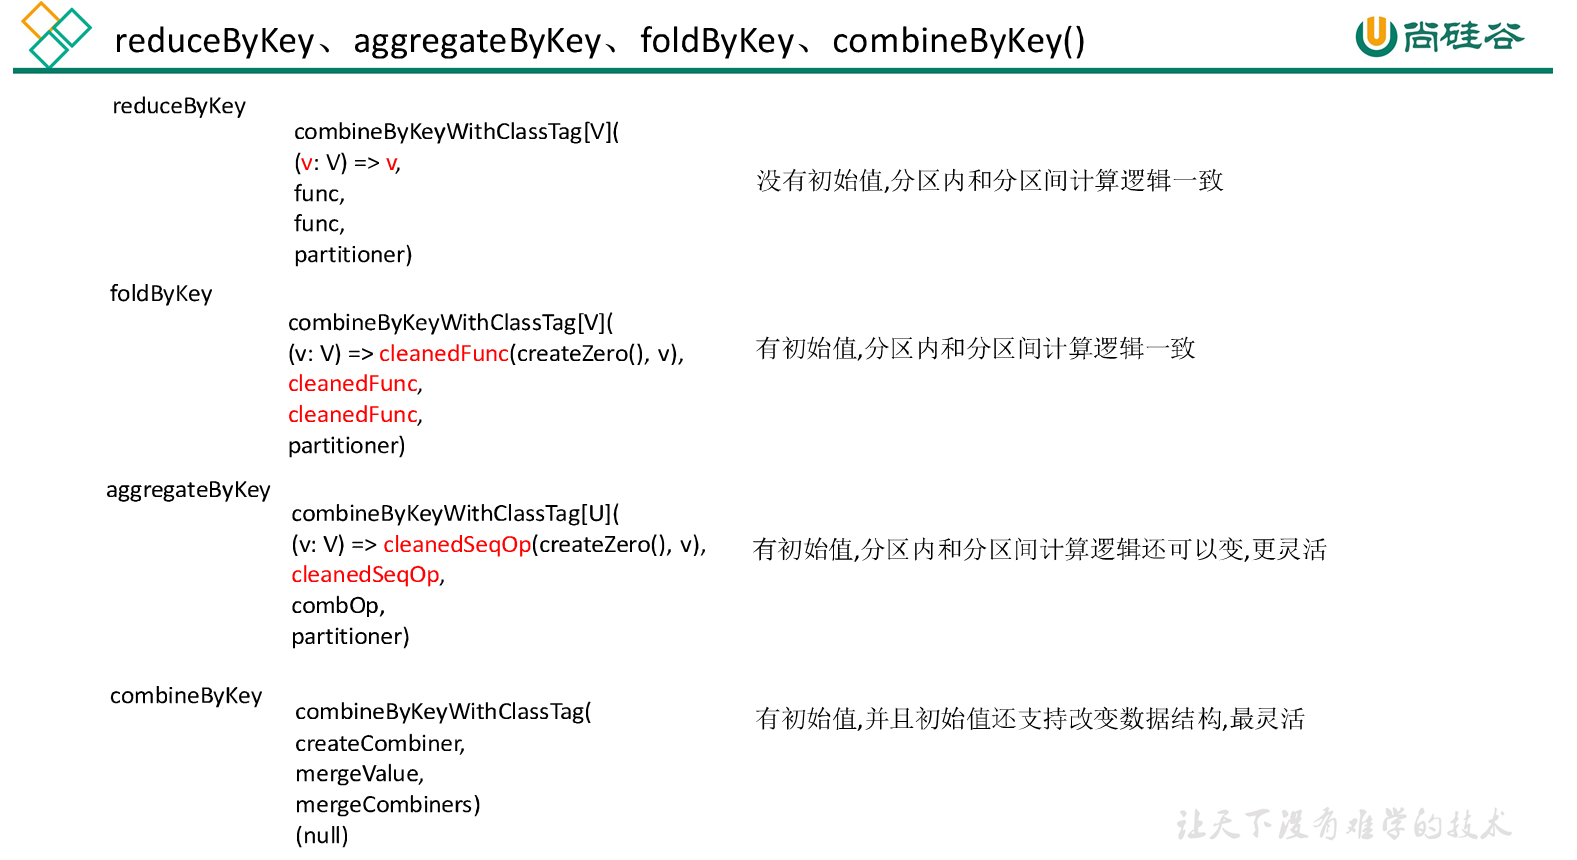 reduceByKey、aggregateByKey、foldByKey、combineByKey()
尚硅谷
reduceByKey
combineByKeyWithClassTag[V](
(v: V) => v,
func,
func,
partitioner)
没有初始值,分区内和分区间计算逻辑一致
foldByKey
combineByKeyWithClassTag[V](
(v: V) => cleanedFunc(createZero(), v),
cleanedFunc,
cleanedFunc,
partitioner)
有初始值,分区内和分区间计算逻辑一致
aggregateByKey
combineByKeyWithClassTag[U](
(v: V) => cleanedSeqOp(createZero(), v),
cleanedSeqOp,
combOp,
partitioner)
有初始值,分区内和分区间计算逻辑还可以变,更灵活
combineByKey
combineByKeyWithClassTag(
createCombiner,
mergeValue,
mergeCombiners)
(null)
有初始值,并且初始值还支持改变数据结构,最灵活
让天下没有难学的技术